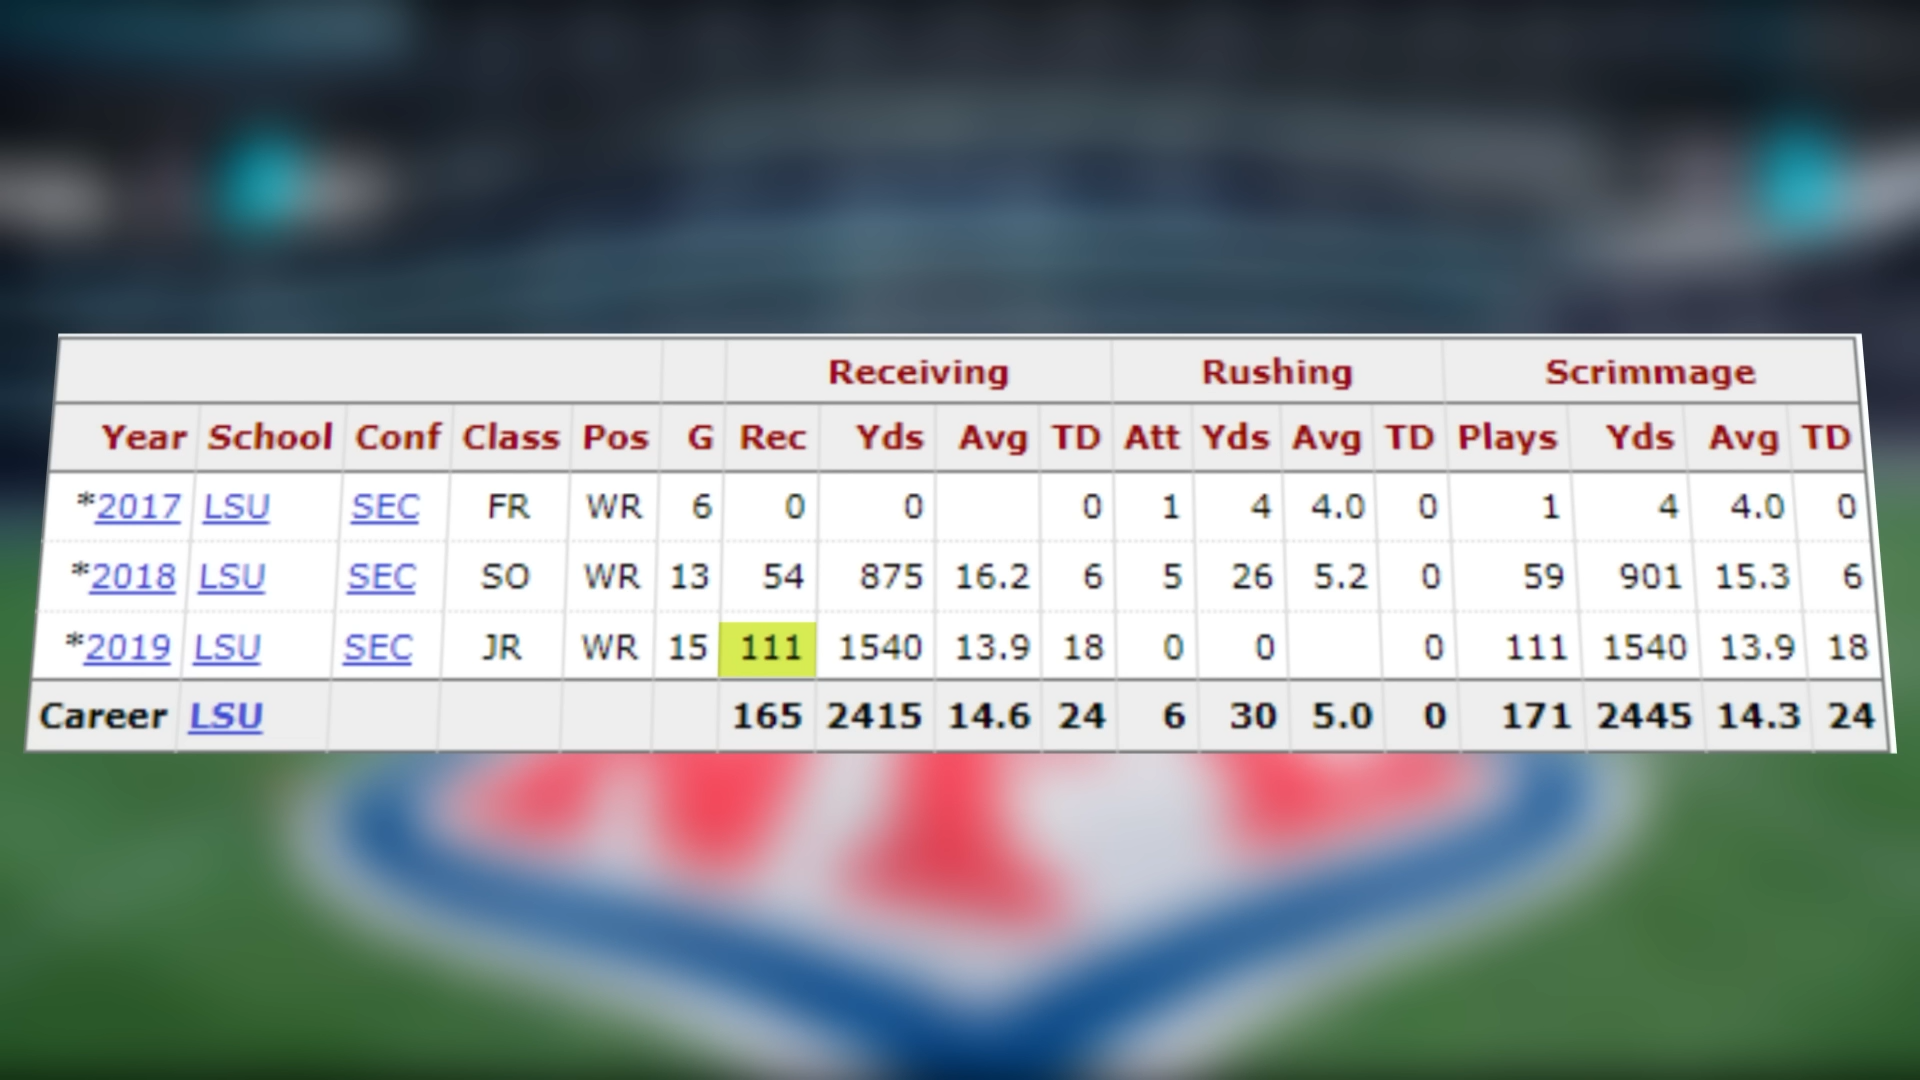 Receiving Rushing Scrimmage
Year School Conf Class Pos G Rec Yds Avg TD Att Yds Avg TD Plays Yds Avg TD
*2017 LSU SEC FR WR 6 0 0 0 1 4 4.0 0 1 4 4.0 0
*2018 LSU SEC SO WR 13 54 875 16.2 6 5 26 5.2 0 59 901 15.3 6
*2019 LSU SEC JR WR 15 111 1540 13.9 18 0 0 0 111 1540 13.9 18
Career LSU 165 2415 14.6 24 6 30 5.0 0 171 2445 14.3 24